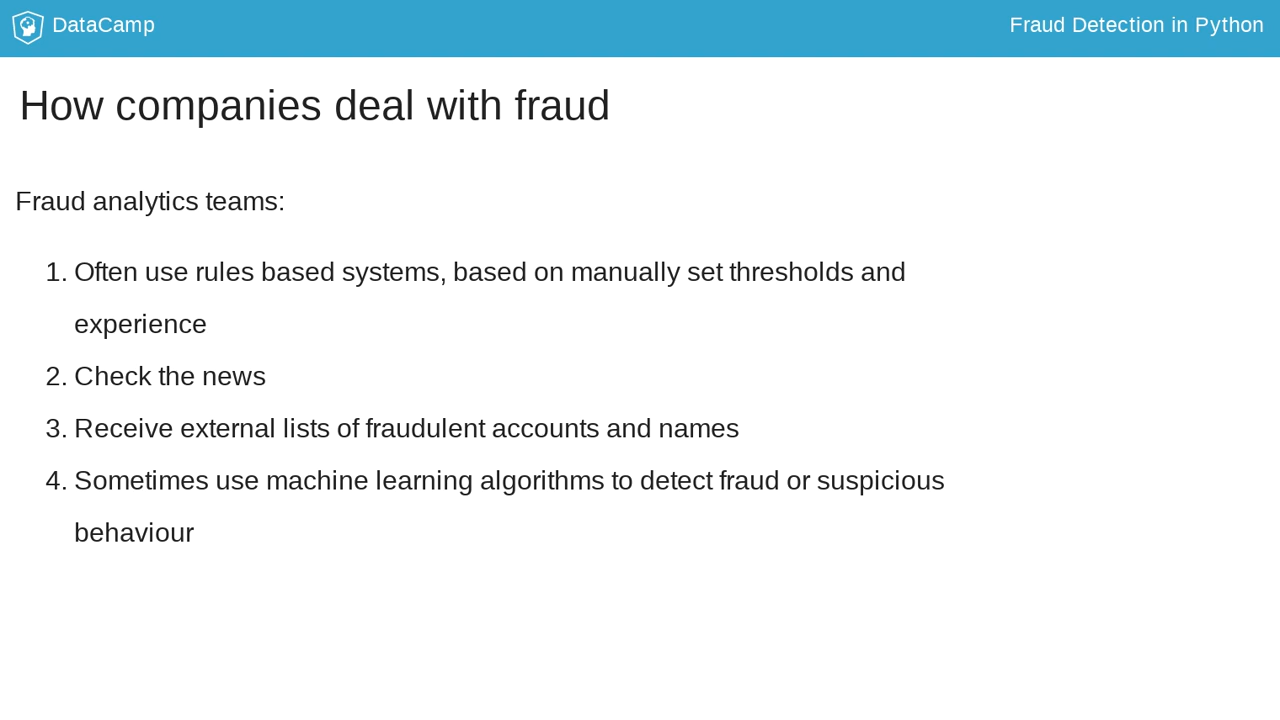 DataCamp
Fraud Detection in Python
How companies deal with fraud
Fraud analytics teams:
1. Often use rules based systems, based on manually set thresholds and
experience
2. Check the news
3. Receive external lists of fraudulent accounts and names
4. Sometimes use machine learning algorithms to detect fraud or suspicious
behaviour